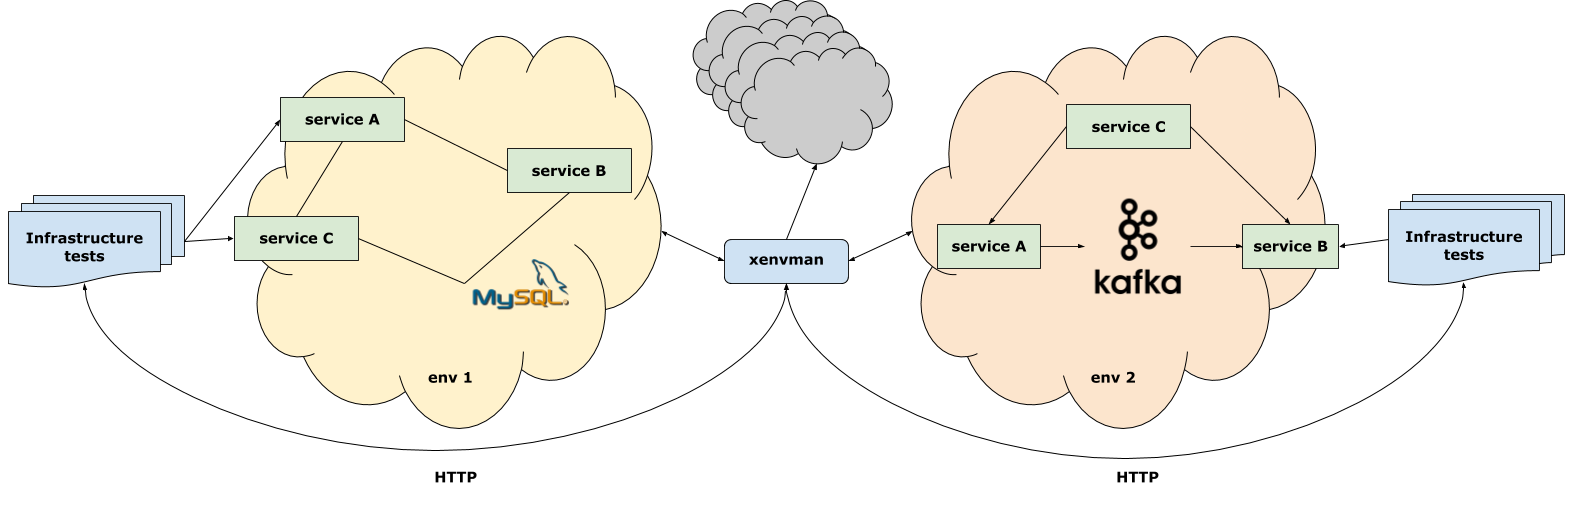 service A
service B
Infrastructure
tests
service C
MySQL
env 1
HTTP
xenvman
service C
service A
kafka
service B
Infrastructure
tests
env 2
HTTP